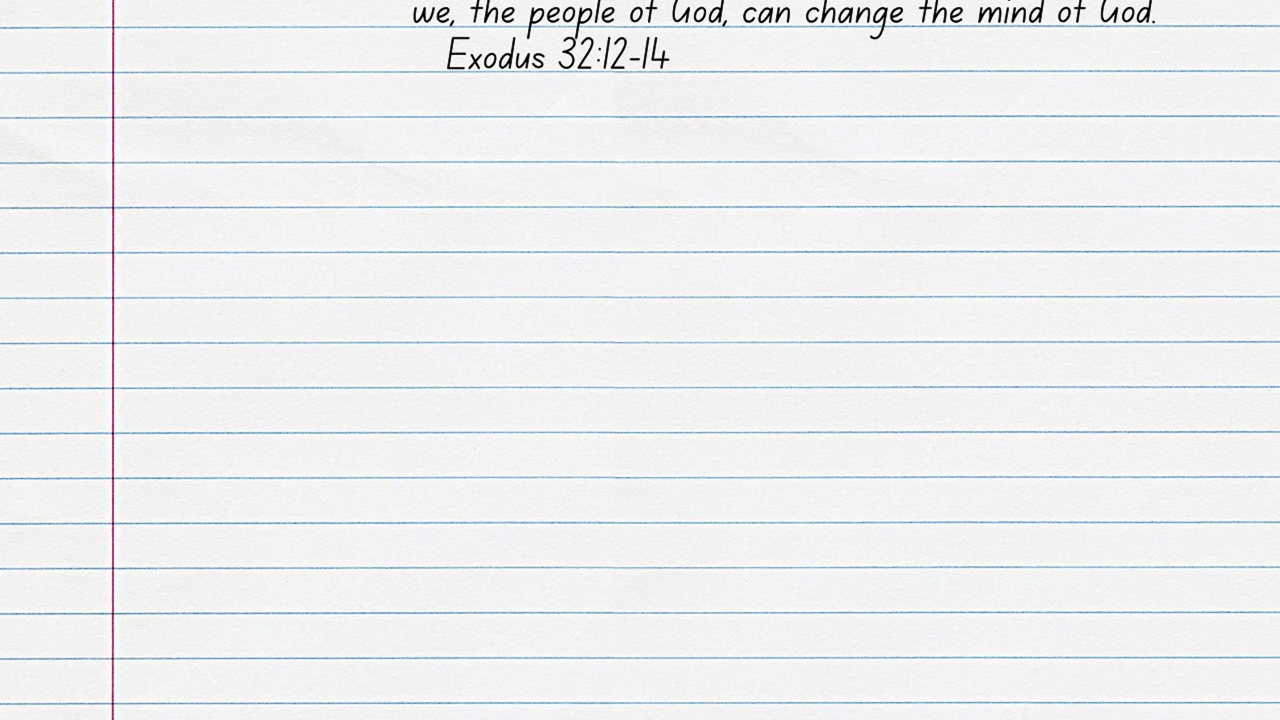 we, the people of God, can change the mind of God.
Exodus 32:12-14